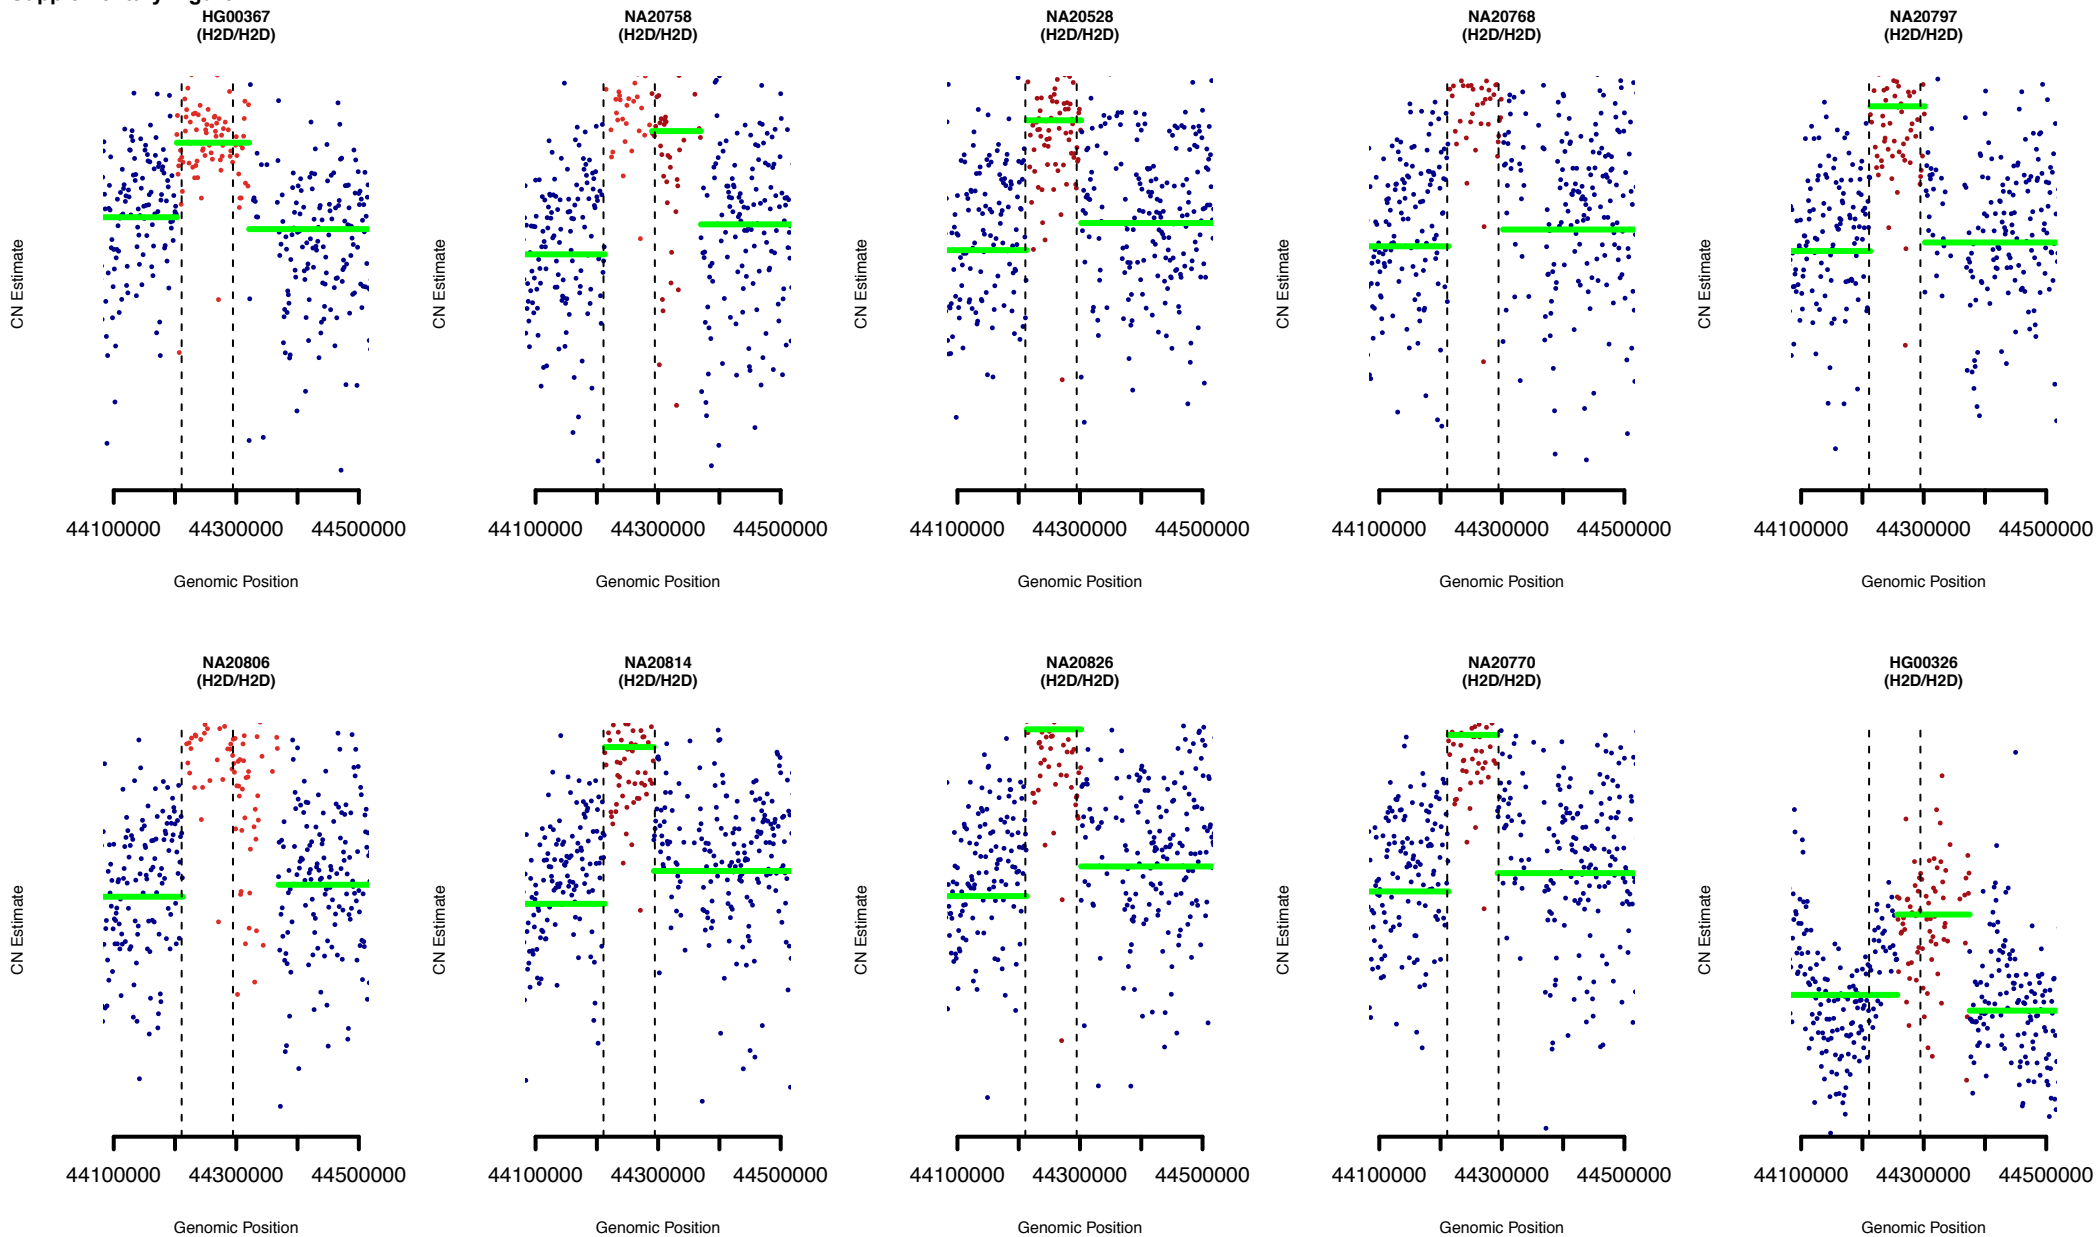 HG00367 NA20758 NA20528 NA20768 NA20797
(H2D/H2D) (H2D/H2D) (H2D/H2D) (H2D/H2D) (H2D/H2D)
CN Estimate CN Estimate CN Estimate CN Estimate CN Estimate
44100000 44300000 44500000 44100000 44300000 44500000 44100000 44300000 44500000 44100000 44300000 44500000 44100000 44300000 44500000
Genomic Position Genomic Position Genomic Position Genomic Position Genomic Position
NA20806 NA20814 NA20826 NA20770 HG00326
(H2D/H2D) (H2D/H2D) (H2D/H2D) (H2D/H2D) (H2D/H2D)
CN Estimate CN Estimate CN Estimate CN Estimate CN Estimate
44100000 44300000 44500000 44100000 44300000 44500000 44100000 44300000 44500000 44100000 44300000 44500000 44100000 44300000 44500000
Genomic Position Genomic Position Genomic Position Genomic Position Genomic Position